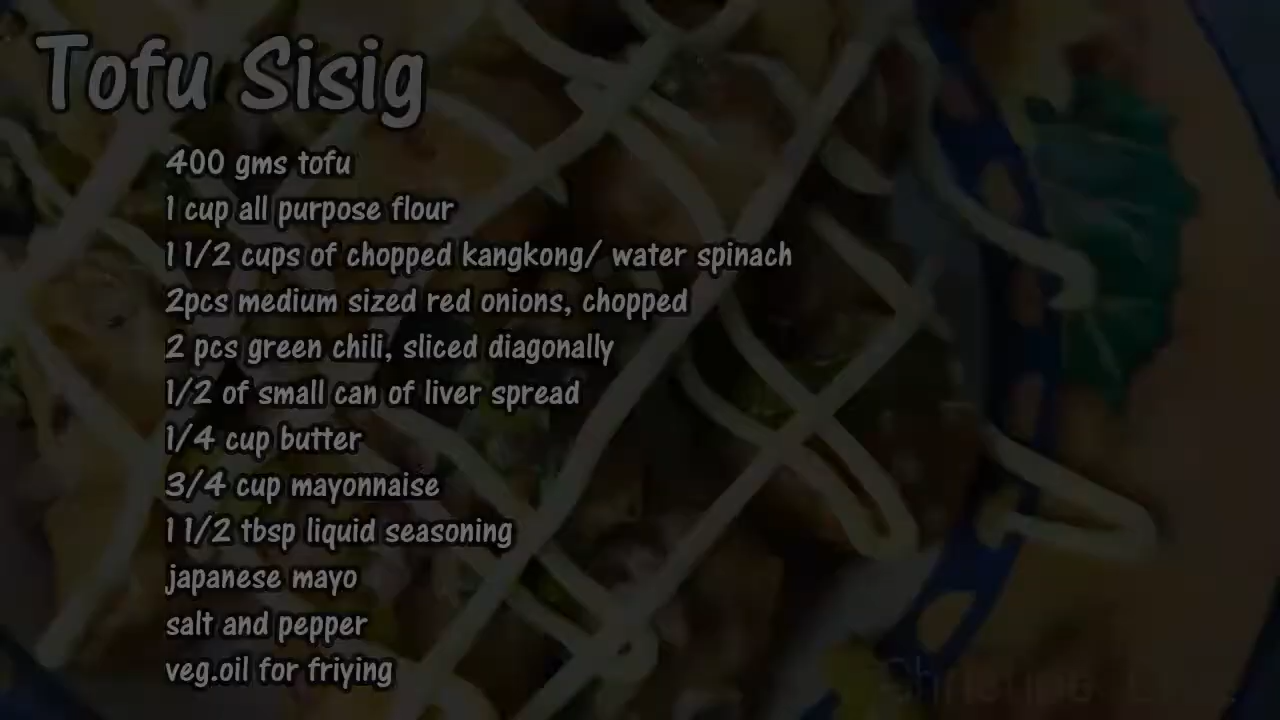 Tofu Sisig
400 gms tofu
1 cup all purpose flour
1 1/2 cups of chopped kangkong/ water spinach
2pcs medium sized red onions, chopped
2 pcs green chili, sliced diagonally
1/2 of small can of liver spread
1/4 cup butter
3/4 cup mayonnaise
1 1/2 tbsp liquid seasoning
japanese mayo
salt and pepper
veg.oil for friying